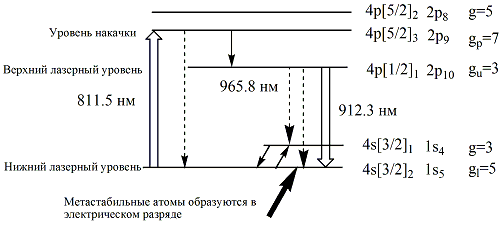 4p[5/2]₂ 2p₈ g=5
Уровень накачки 4p[5/2]₃ 2p₉ gₚ=7
Верхний лазерный уровень 4p[1/2]₁ 2p₁₀ gᵤ=3
965.8 нм
811.5 нм 912.3 нм
4s[3/2]₁ 1s₄ g=3
Нижний лазерный уровень 4s[3/2]₂ 1s₅ gₗ=5
Метастабильные атомы образуются в
электрическом разряде